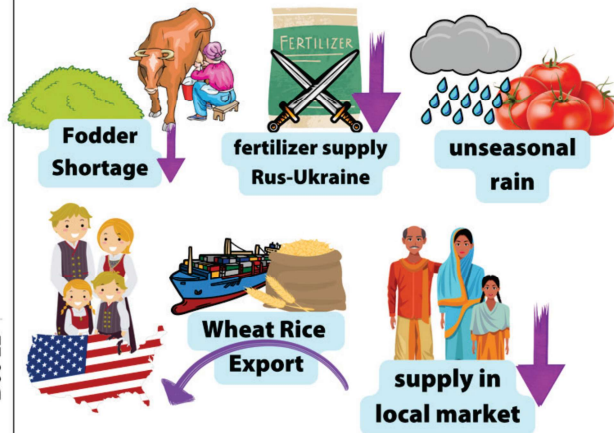 FERTILIZER
Fodder
Shortage
fertilizer supply
Rus-Ukraine
unseasonal
rain
Wheat Rice
Export
supply in
local market